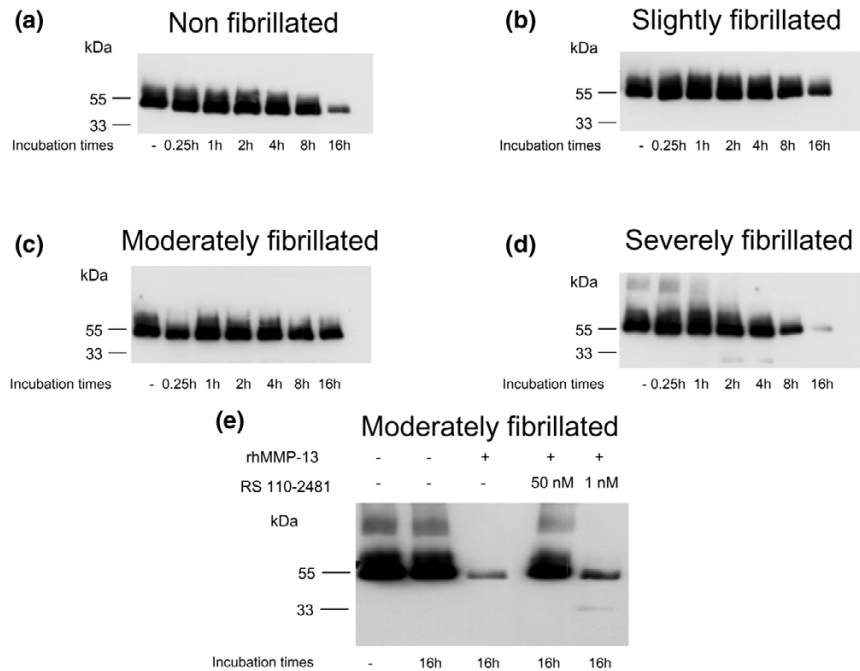 (a) Non fibrillated
kDa
55
33
Incubation times - 0.25h 1h 2h 4h 8h 16h
(b) Slightly fibrillated
kDa
55
33
Incubation times - 0.25h 1h 2h 4h 8h 16h
(c) Moderately fibrillated
kDa
55
33
Incubation times - 0.25h 1h 2h 4h 8h 16h
(d) Severely fibrillated
kDa
55
33
Incubation times - 0.25h 1h 2h 4h 8h 16h
(e) Moderately fibrillated
rhMMP-13 - - + + +
RS 110-2481 - - - 50 nM 1 nM
kDa
55
33
Incubation times - 16h 16h 16h 16h